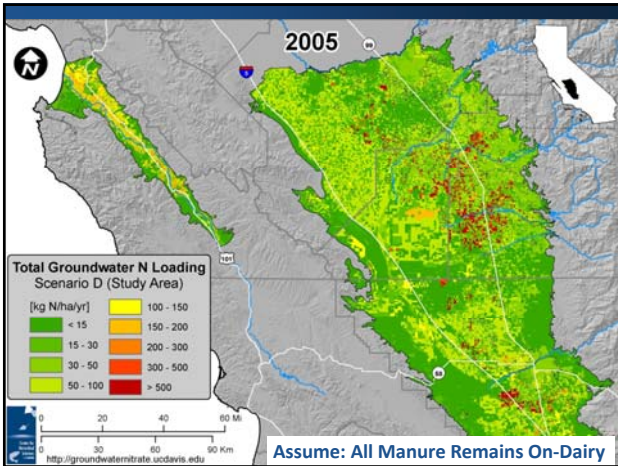 2005
N
99
5
101
58
Total Groundwater N Loading
Scenario D (Study Area)
[kg N/ha/yr]
< 15
15 - 30
30 - 50
50 - 100
100 - 150
150 - 200
200 - 300
300 - 500
> 500
0 20 40 60 Mi
0 30 60 90 Km
http://groundwaternitrate.ucdavis.edu
Assume: All Manure Remains On-Dairy